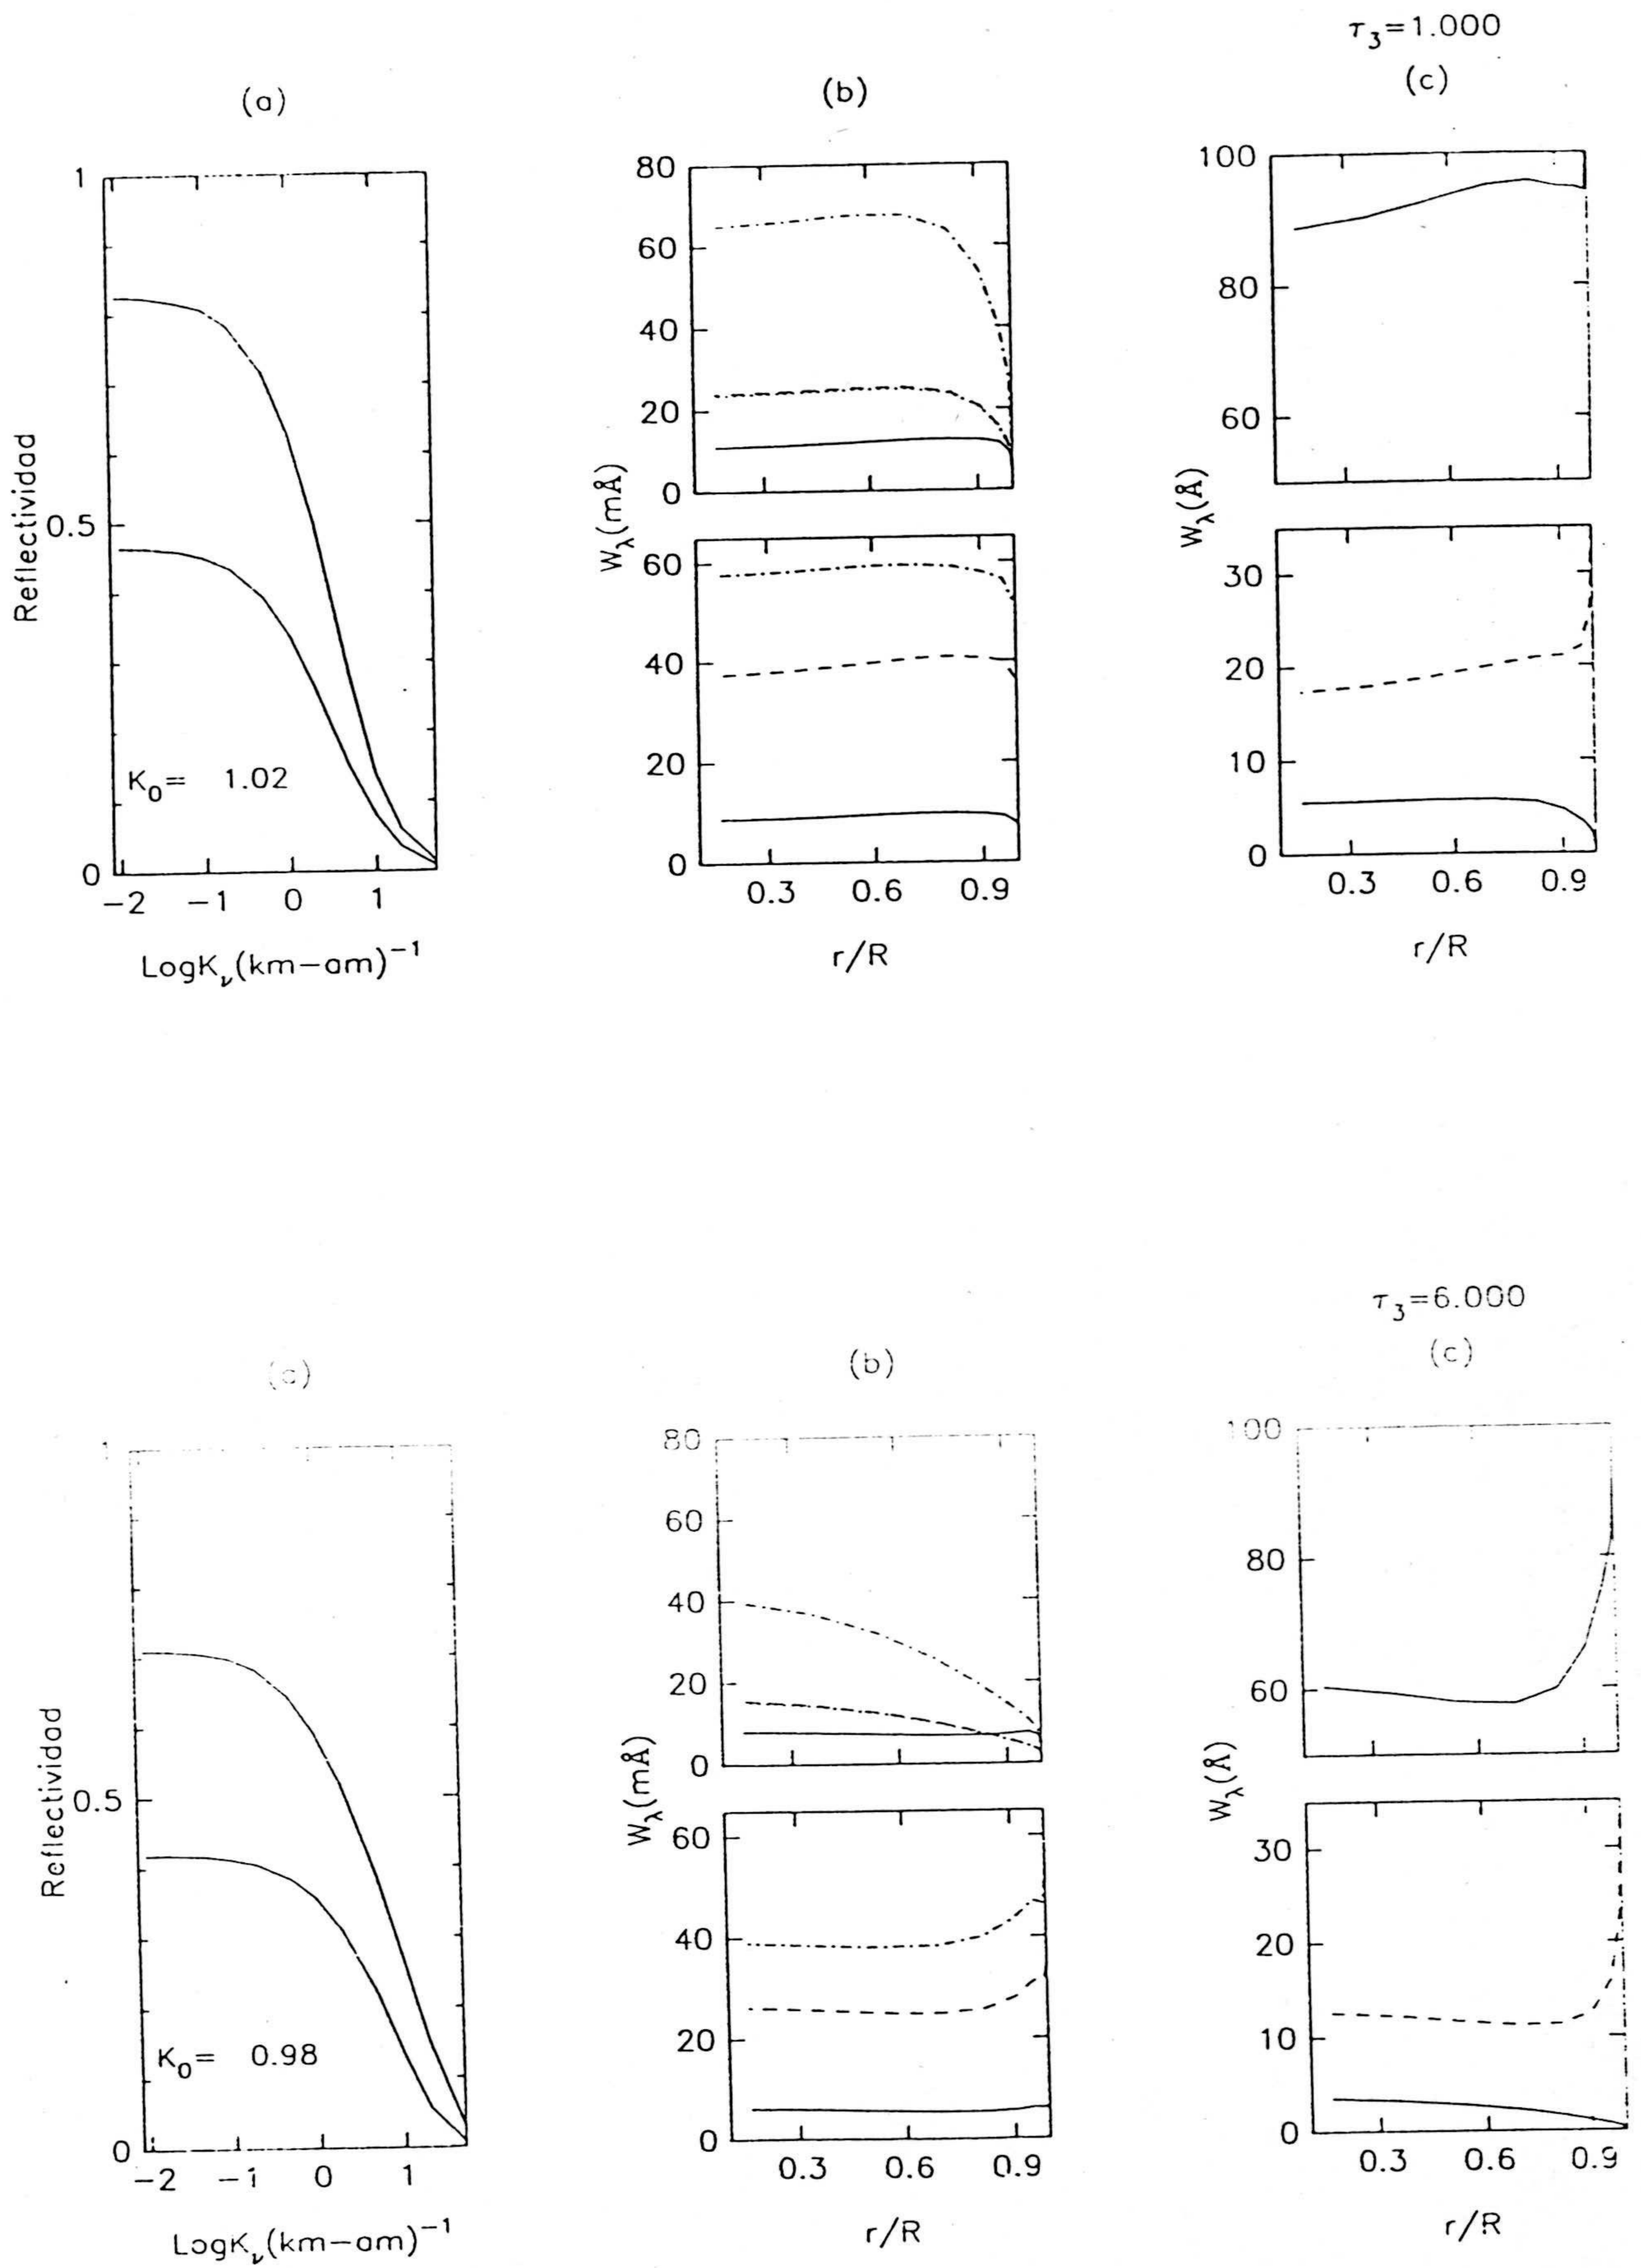 τ3=1.000
(a)
(b)
(c)
1
0.5
0
Reflectividad
K0= 1.02
−2 −1 0 1
LogKν(km−am)−1
80
60
40
20
0
Wλ(mÅ)
60
40
20
0
0.3 0.6 0.9
r/R
100
80
60
Wλ(Å)
30
20
10
0
0.3 0.6 0.9
r/R
τ3=6.000
(a)
(b)
(c)
1
0.5
0
Reflectividad
K0= 0.98
−2 −1 0 1
LogKν(km−am)−1
80
60
40
20
0
Wλ(mÅ)
60
40
20
0
0.3 0.6 0.9
r/R
100
80
60
Wλ(Å)
30
20
10
0
0.3 0.6 0.9
r/R